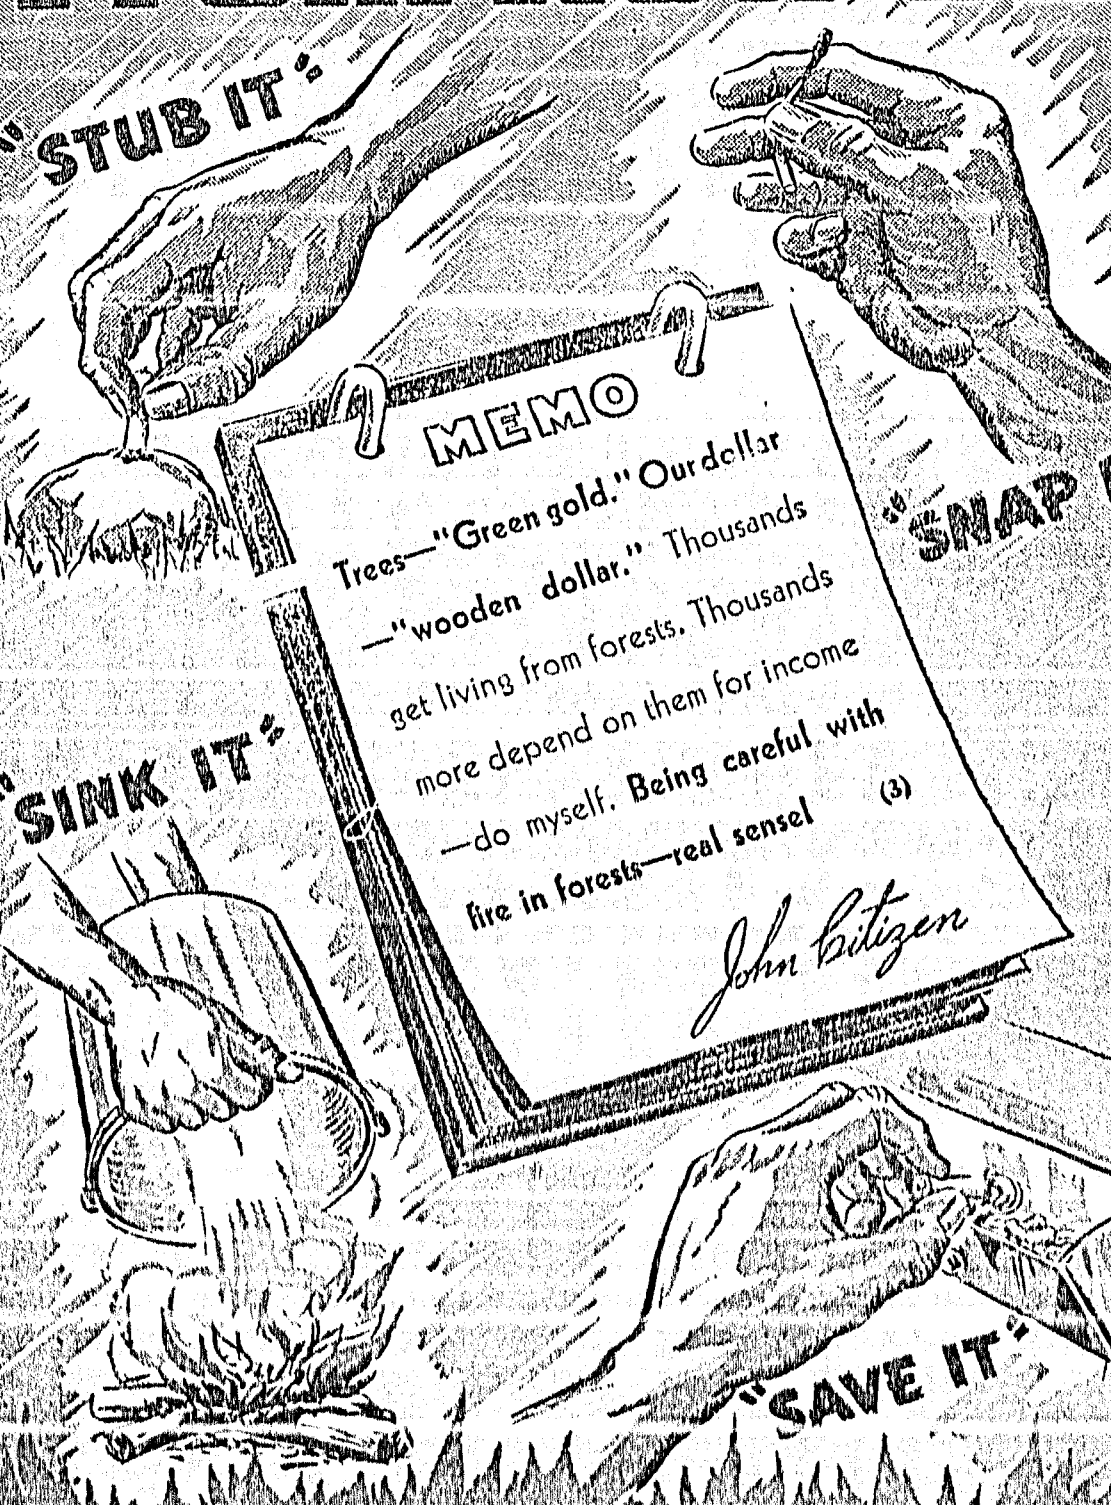 "STUB IT"
MEMO
Trees—"Green gold." Our dollar
—"wooden dollar." Thousands
get living from forests. Thousands
more depend on them for income
—do myself. Being careful with
fire in forests—real sense! (3)
John Citizen
"SNAP
"SINK IT"
"SAVE IT"